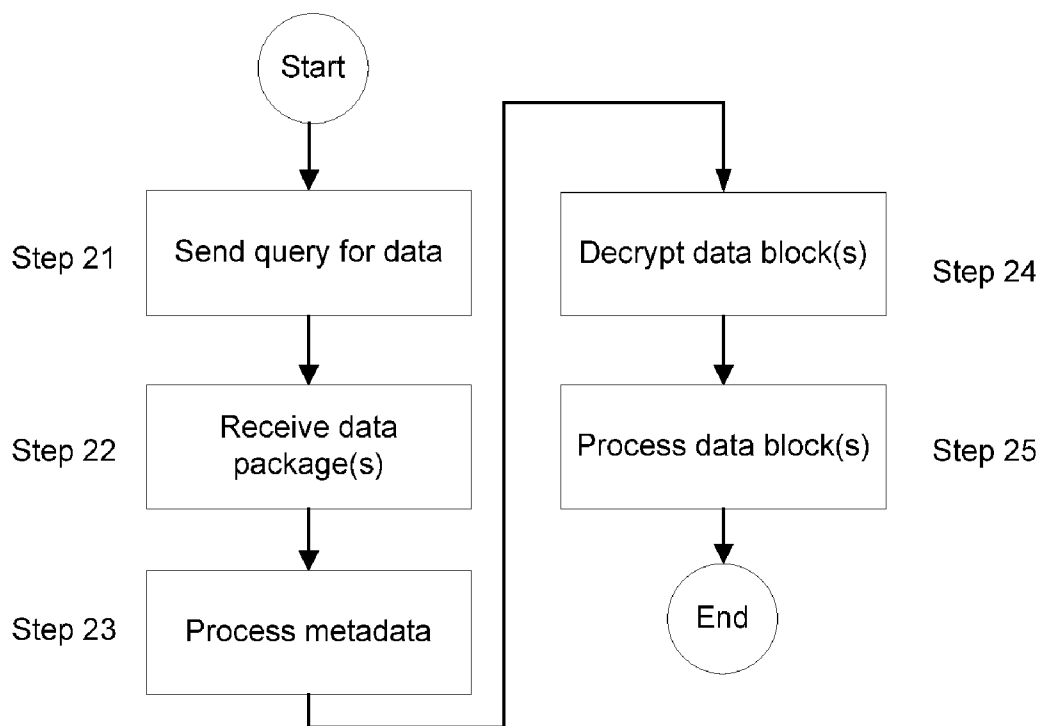 Start
Step 21
Send query for data
Step 22
Receive data
package(s)
Step 23
Process metadata
Decrypt data block(s)
Step 24
Process data block(s)
Step 25
End